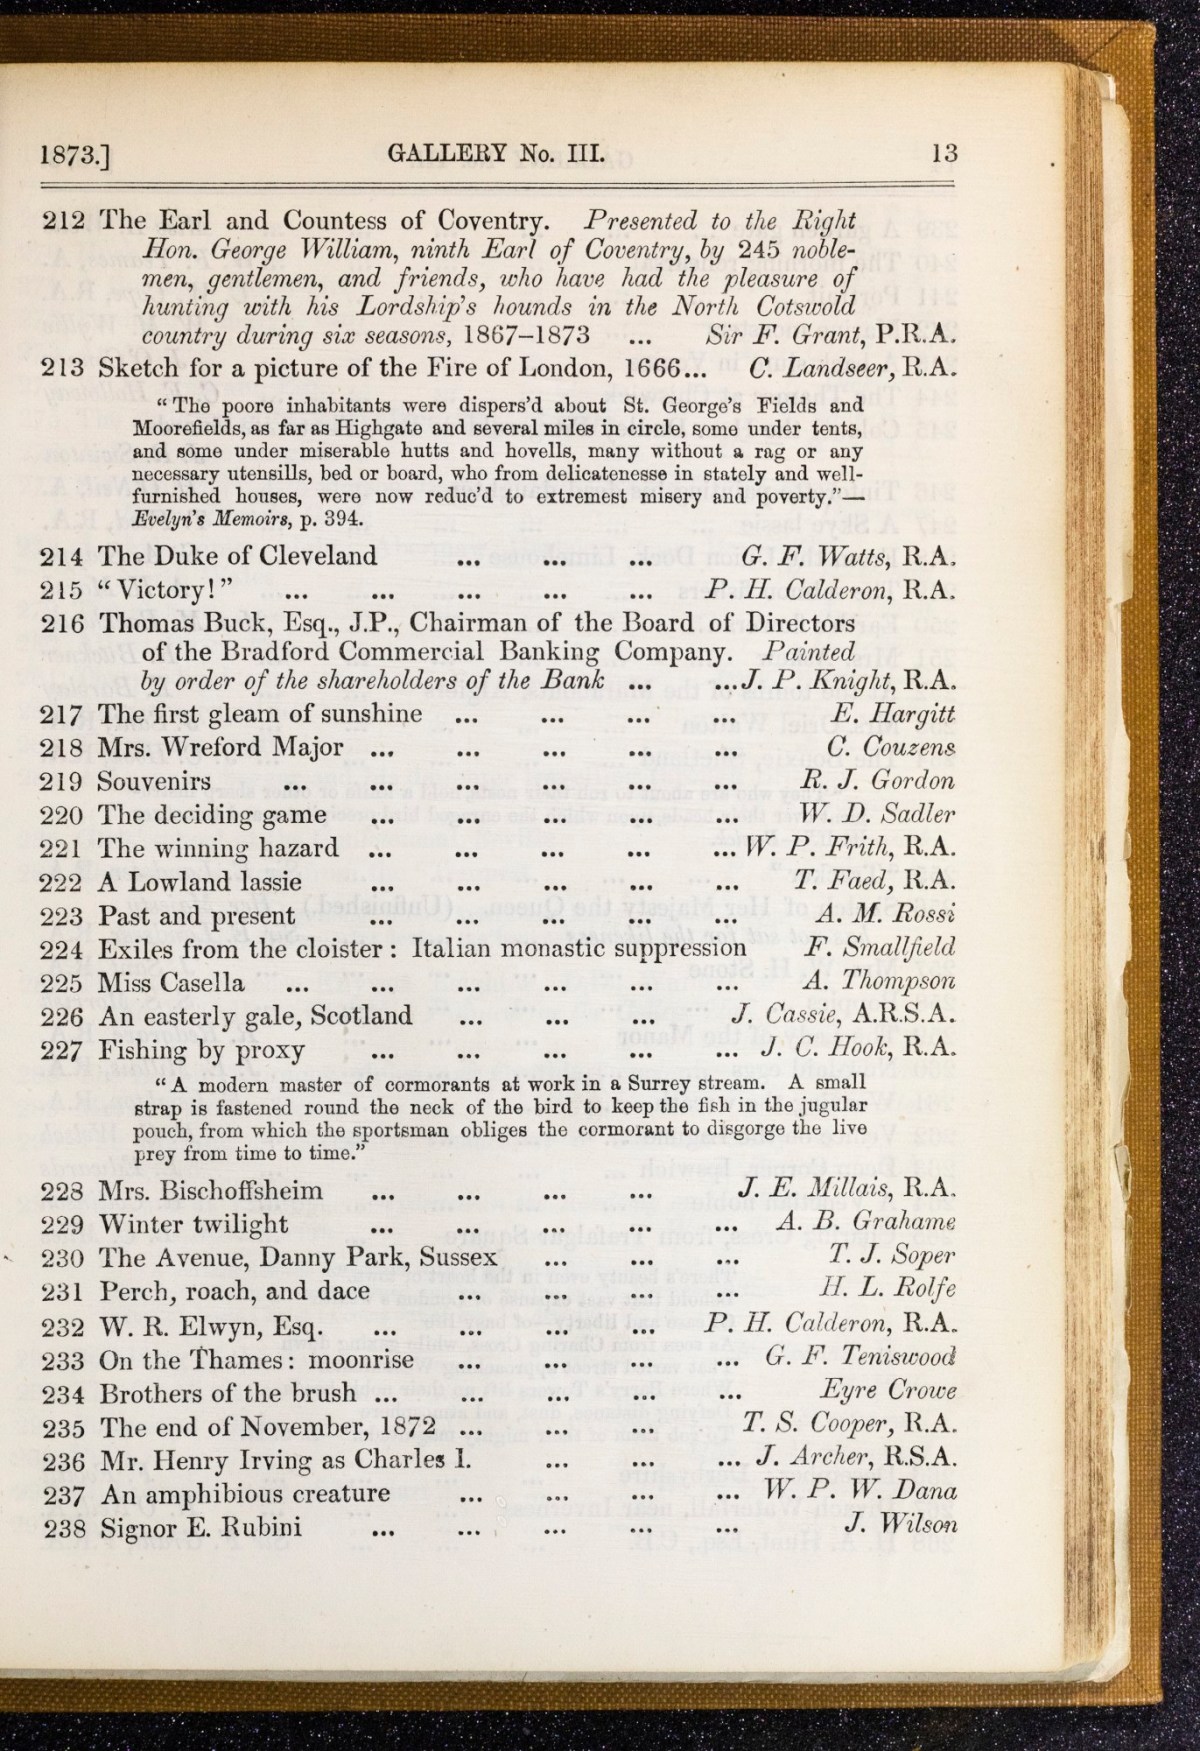 1873.] GALLERY No. III. 13
212 The Earl and Countess of Coventry. Presented to the Right
Hon. George William, ninth Earl of Coventry, by 245 noble-
men, gentlemen, and friends, who have had the pleasure of
hunting with his Lordship's hounds in the North Cotswold
country during six seasons, 1867–1873 ... Sir F. Grant, P.R.A.
213 Sketch for a picture of the Fire of London, 1666... C. Landseer, R.A.
"The poore inhabitants were dispers'd about St. George's Fields and
Moorefields, as far as Highgate and several miles in circle, some under tents,
and some under miserable hutts and hovells, many without a rag or any
necessary utensills, bed or board, who from delicatenesse in stately and well-
furnished houses, were now reduc'd to extremest misery and poverty."—
Evelyn's Memoirs, p. 394.
214 The Duke of Cleveland ... ... ... G. F. Watts, R.A.
215 "Victory!" ... ... ... ... ... P. H. Calderon, R.A.
216 Thomas Buck, Esq., J.P., Chairman of the Board of Directors
of the Bradford Commercial Banking Company. Painted
by order of the shareholders of the Bank ... ...J. P. Knight, R.A.
217 The first gleam of sunshine ... ... ... ... E. Hargitt
218 Mrs. Wreford Major ... ... ... ... ... C. Couzens
219 Souvenirs ... ... ... ... ... ... R. J. Gordon
220 The deciding game ... ... ... ... ... W. D. Sadler
221 The winning hazard ... ... ... ... ... W. P. Frith, R.A.
222 A Lowland lassie ... ... ... ... ... T. Faed, R.A.
223 Past and present ... ... ... ... ... A. M. Rossi
224 Exiles from the cloister : Italian monastic suppression F. Smallfield
225 Miss Casella ... ... ... ... ... ... A. Thompson
226 An easterly gale, Scotland ... ... ... J. Cassie, A.R.S.A.
227 Fishing by proxy ... ... ... ... ... J. C. Hook, R.A.
"A modern master of cormorants at work in a Surrey stream. A small
strap is fastened round the neck of the bird to keep the fish in the jugular
pouch, from which the sportsman obliges the cormorant to disgorge the live
prey from time to time."
228 Mrs. Bischoffsheim ... ... ... ... J. E. Millais, R.A.
229 Winter twilight ... ... ... ... ... A. B. Grahame
230 The Avenue, Danny Park, Sussex ... ... ... T. J. Soper
231 Perch, roach, and dace ... ... ... ... H. L. Rolfe
232 W. R. Elwyn, Esq. ... ... ... ... P. H. Calderon, R.A.
233 On the Thames : moonrise ... ... ... ... G. F. Teniswood
234 Brothers of the brush ... ... ... ... ... Eyre Crowe
235 The end of November, 1872 ... ... ... T. S. Cooper, R.A.
236 Mr. Henry Irving as Charles I. ... ... ... J. Archer, R.S.A.
237 An amphibious creature ... ... ... ... W. P. W. Dana
238 Signor E. Rubini ... ... ... ... ... J. Wilson